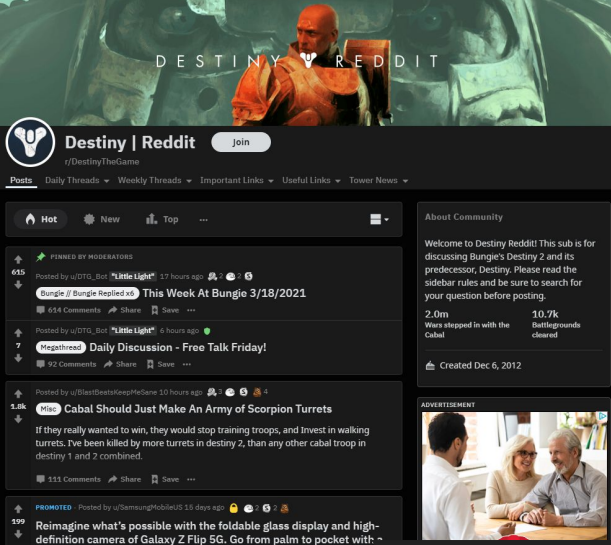 DESTINY REDDIT
Destiny | Reddit
Join
r/DestinyTheGame
Posts Daily Threads Weekly Threads Important Links Useful Links Tower News
Hot New Top ...
PINNED BY MODERATORS
615
Posted by u/DTG_Bot "Little Light" 17 hours ago 2 2 S
Bungie // Bungie Replied x6 This Week At Bungie 3/18/2021
614 Comments Share Save ...
Posted by u/DTG_Bot "Little Light" 6 hours ago
7
Megathread Daily Discussion - Free Talk Friday!
92 Comments Share Save ...
Posted by u/BlastBeatsKeepMeSane 10 hours ago 3 S 4
1.8k
Misc Cabal Should Just Make An Army of Scorpion Turrets
If they really wanted to win, they would stop training troops, and Invest in walking
turrets. I've been killed by more turrets in destiny 2, than any other cabal troop in
destiny 1 and 2 combined.
111 Comments Share Save ...
PROMOTED · Posted by u/SamsungMobileUS 15 days ago 2 S 2
199
Reimagine what's possible with the foldable glass display and high-
definition camera of Galaxy Z Flip 5G. Go from palm to pocket with a
About Community
Welcome to Destiny Reddit! This sub is for
discussing Bungie's Destiny 2 and its
predecessor, Destiny. Please read the
sidebar rules and be sure to search for
your question before posting.
2.0m 10.7k
Wars stepped in with the Battlegrounds
Cabal cleared
Created Dec 6, 2012
ADVERTISEMENT